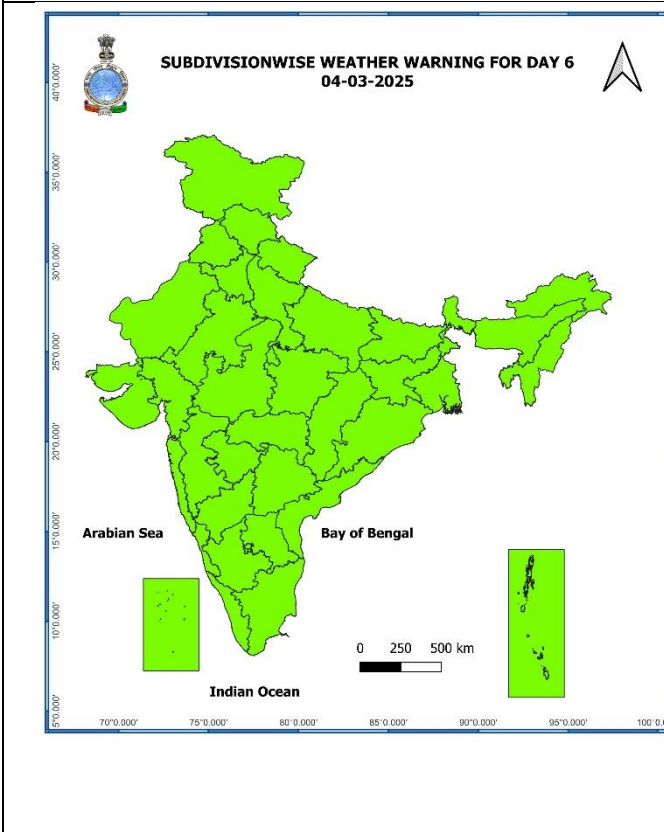 SUBDIVISIONWISE WEATHER WARNING FOR DAY 6
04-03-2025
40°0.000'
35°0.000'
30°0.000'
25°0.000'
20°0.000'
15°0.000'
10°0.000'
5°0.000'
Arabian Sea
Bay of Bengal
0 250 500 km
Indian Ocean
70°0.000' 75°0.000' 80°0.000' 85°0.000' 90°0.000' 95°0.000' 100°0.0